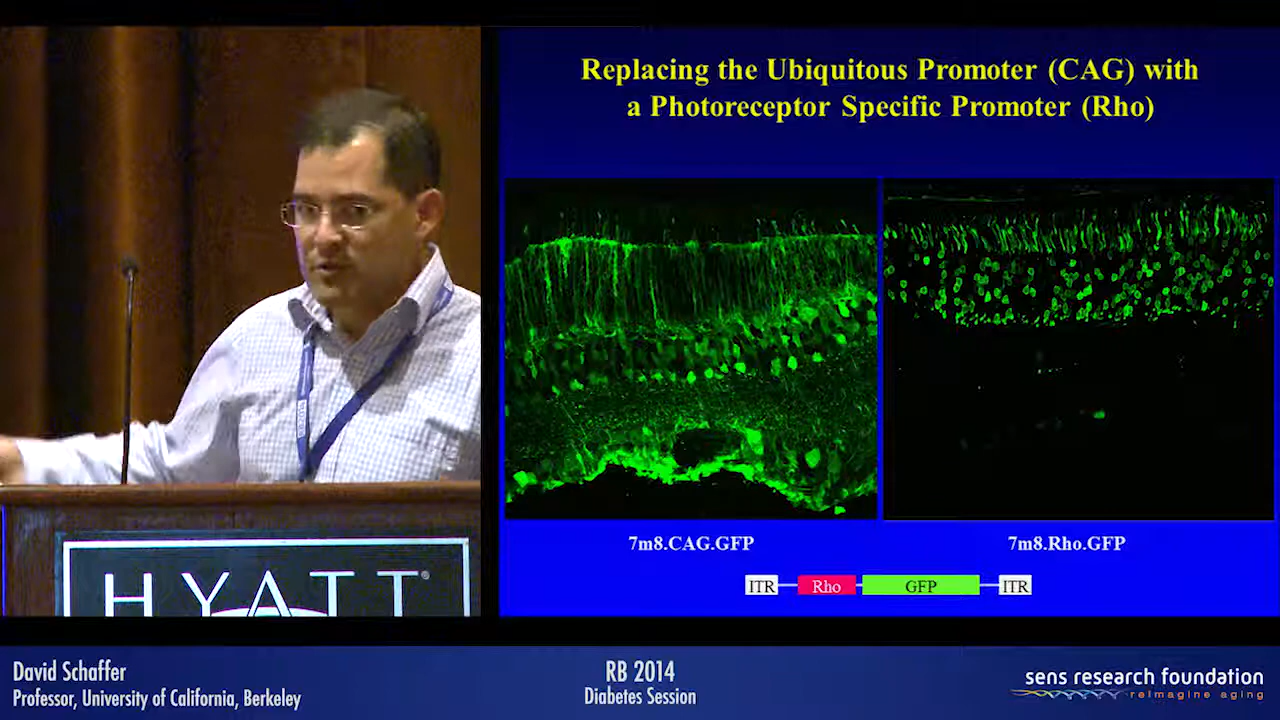 Replacing the Ubiquitous Promoter (CAG) with
a Photoreceptor Specific Promoter (Rho)
7m8.CAG.GFP
7m8.Rho.GFP
ITR
Rho
GFP
ITR
HYATT®
David Schaffer
Professor, University of California, Berkeley
RB 2014
Diabetes Session
sens research foundation
reimagine aging